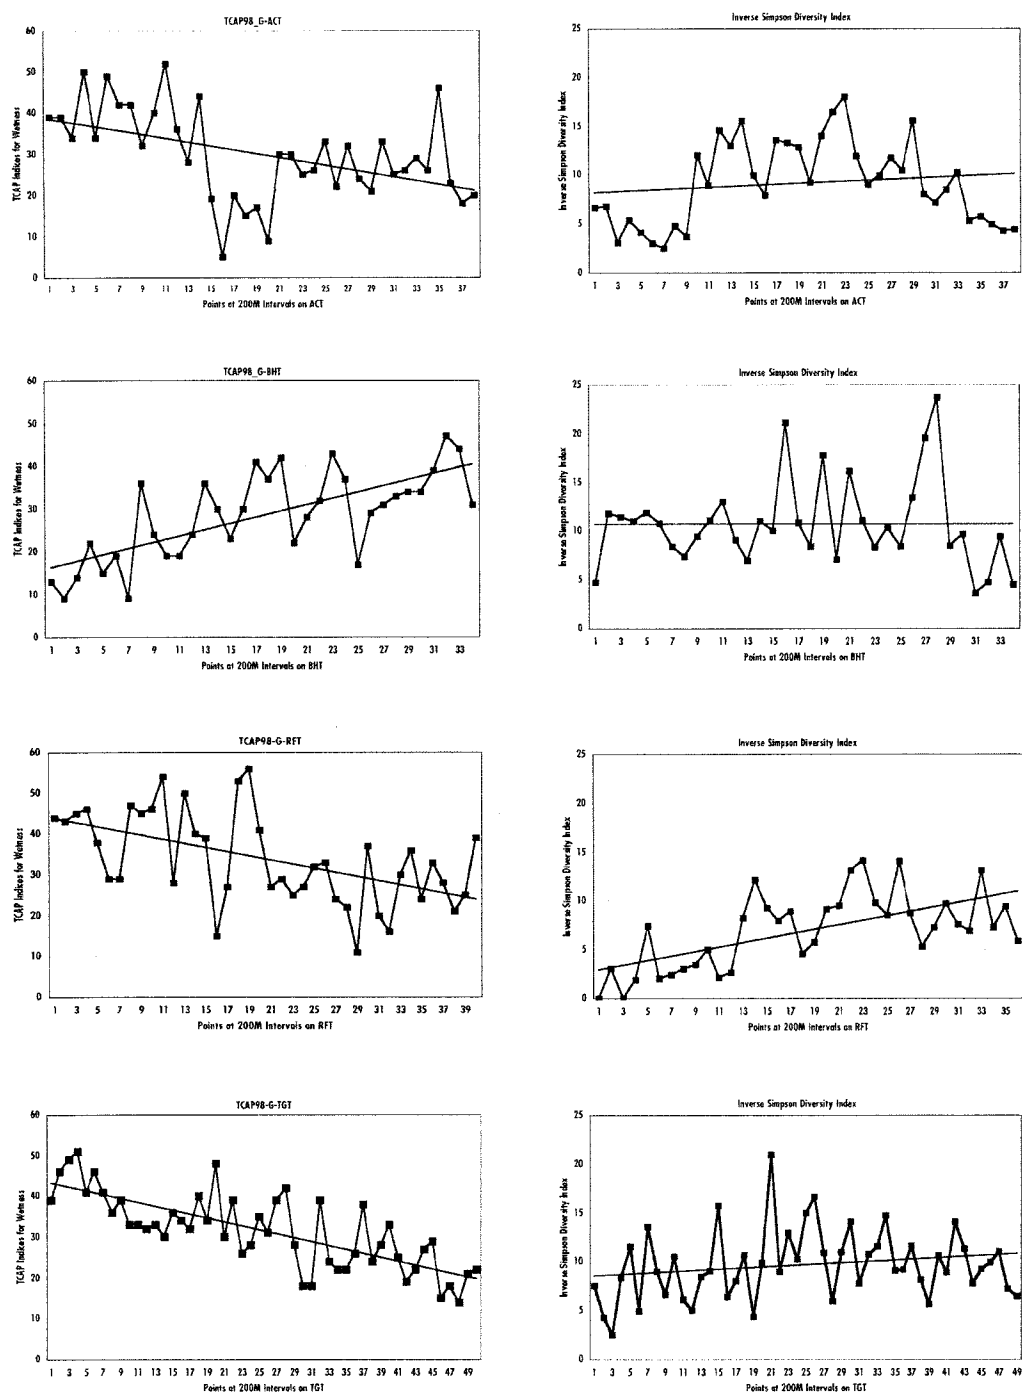 TCAP98_G-ACT
60
50
40
30
20
10
0
TCAP Indices for Wetness
1 3 5 7 9 11 13 15 17 19 21 23 25 27 29 31 33 35 37
Points at 200M Intervals on ACT
Inverse Simpson Diversity Index
25
20
15
10
5
0
Inverse Simpson Diversity Index
1 3 5 7 9 11 13 15 17 19 21 23 25 27 29 31 33 35 37
Points at 200M Intervals on ACT
TCAP98_G-BHT
60
50
40
30
20
10
0
TCAP Indices for Wetness
1 3 5 7 9 11 13 15 17 19 21 23 25 27 29 31 33
Points at 200M Intervals on BHT
Inverse Simpson Diversity Index
25
20
15
10
5
0
Inverse Simpson Diversity Index
1 3 5 7 9 11 13 15 17 19 21 23 25 27 29 31 33
Points at 200M Intervals on BHT
TCAP98-G-RFT
60
50
40
30
20
10
0
TCAP Indices for Wetness
1 3 5 7 9 11 13 15 17 19 21 23 25 27 29 31 33 35 37 39
Points at 200M Intervals on RFT
Inverse Simpson Diversity Index
25
20
15
10
5
0
Inverse Simpson Diversity Index
1 3 5 7 9 11 13 15 17 19 21 23 25 27 29 31 33 35
Points at 200M Intervals on RFT
TCAP98-G-TGT
60
50
40
30
20
10
0
TCAP Indices for Wetness
1 3 5 7 9 11 13 15 17 19 21 23 25 27 29 31 33 35 37 39 41 43 45 47 49
Points at 200M Intervals on TGT
Inverse Simpson Diversity Index
25
20
15
10
5
0
Inverse Simpson Diversity Index
1 3 5 7 9 11 13 15 17 19 21 23 25 27 29 31 33 35 37 39 41 43 45 47 49
Points at 200M Intervals on TGT